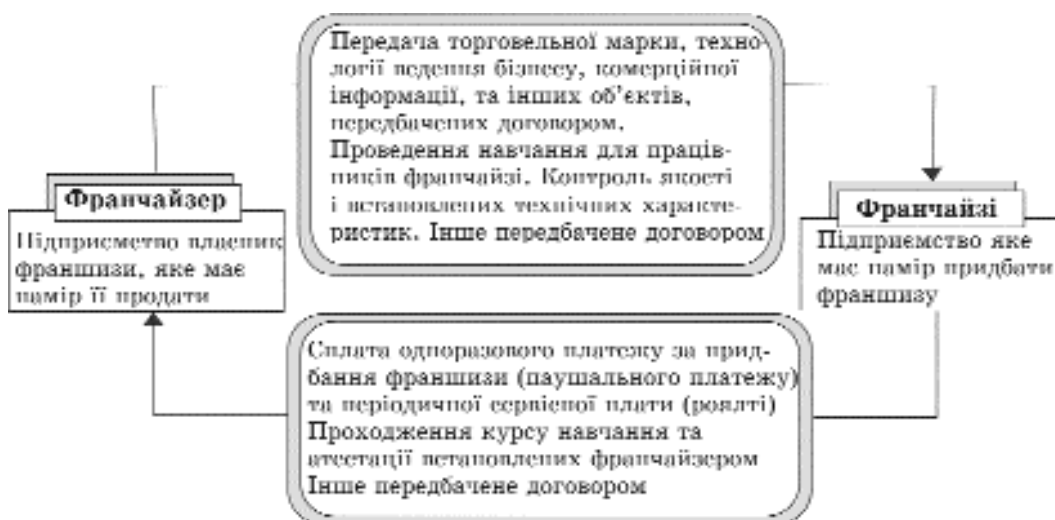 Передача торговельної марки, техно-
логії ведення бізнесу, комерційної
інформації, та інших об'єктів,
передбачених договором.
Проведення навчання для праців-
ників франчайзі. Контроль якості
і встановлених технічних характе-
ристик. Інше передбачене договором
Франчайзер
Підприємство власник
франшизи, яке має
намір її продати
Франчайзі
Підприємство яке
має намір придбати
франшизу
Сплата одноразового платежу за прид-
бання франшизи (паушального платежу)
та періодичної сервісної плати (роялті)
Проходження курсу навчання та
атестації встановлених франчайзером
Інше передбачене договором